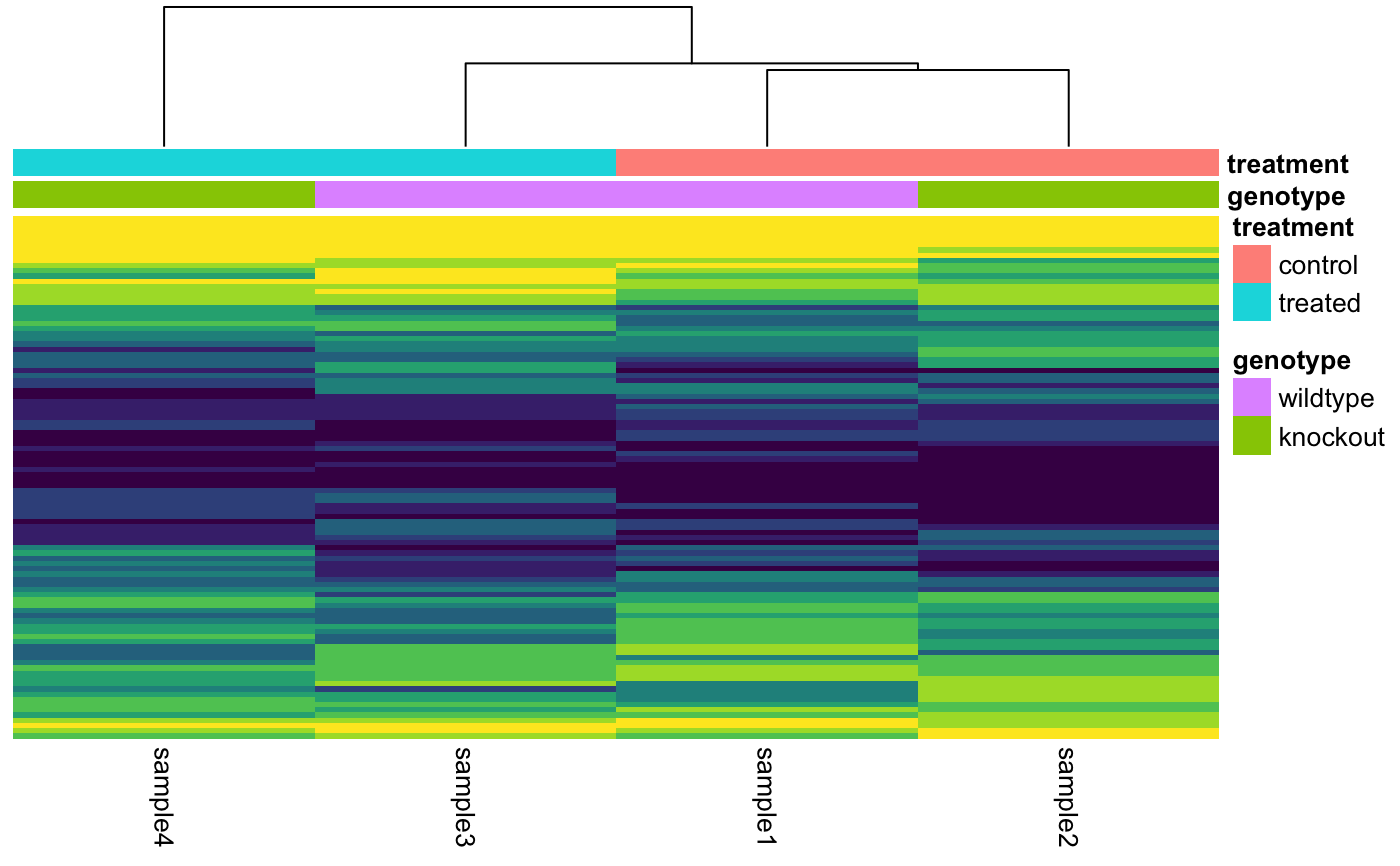 treatment
genotype
treatment
control
treated
genotype
wildtype
knockout
sample4
sample3
sample1
sample2